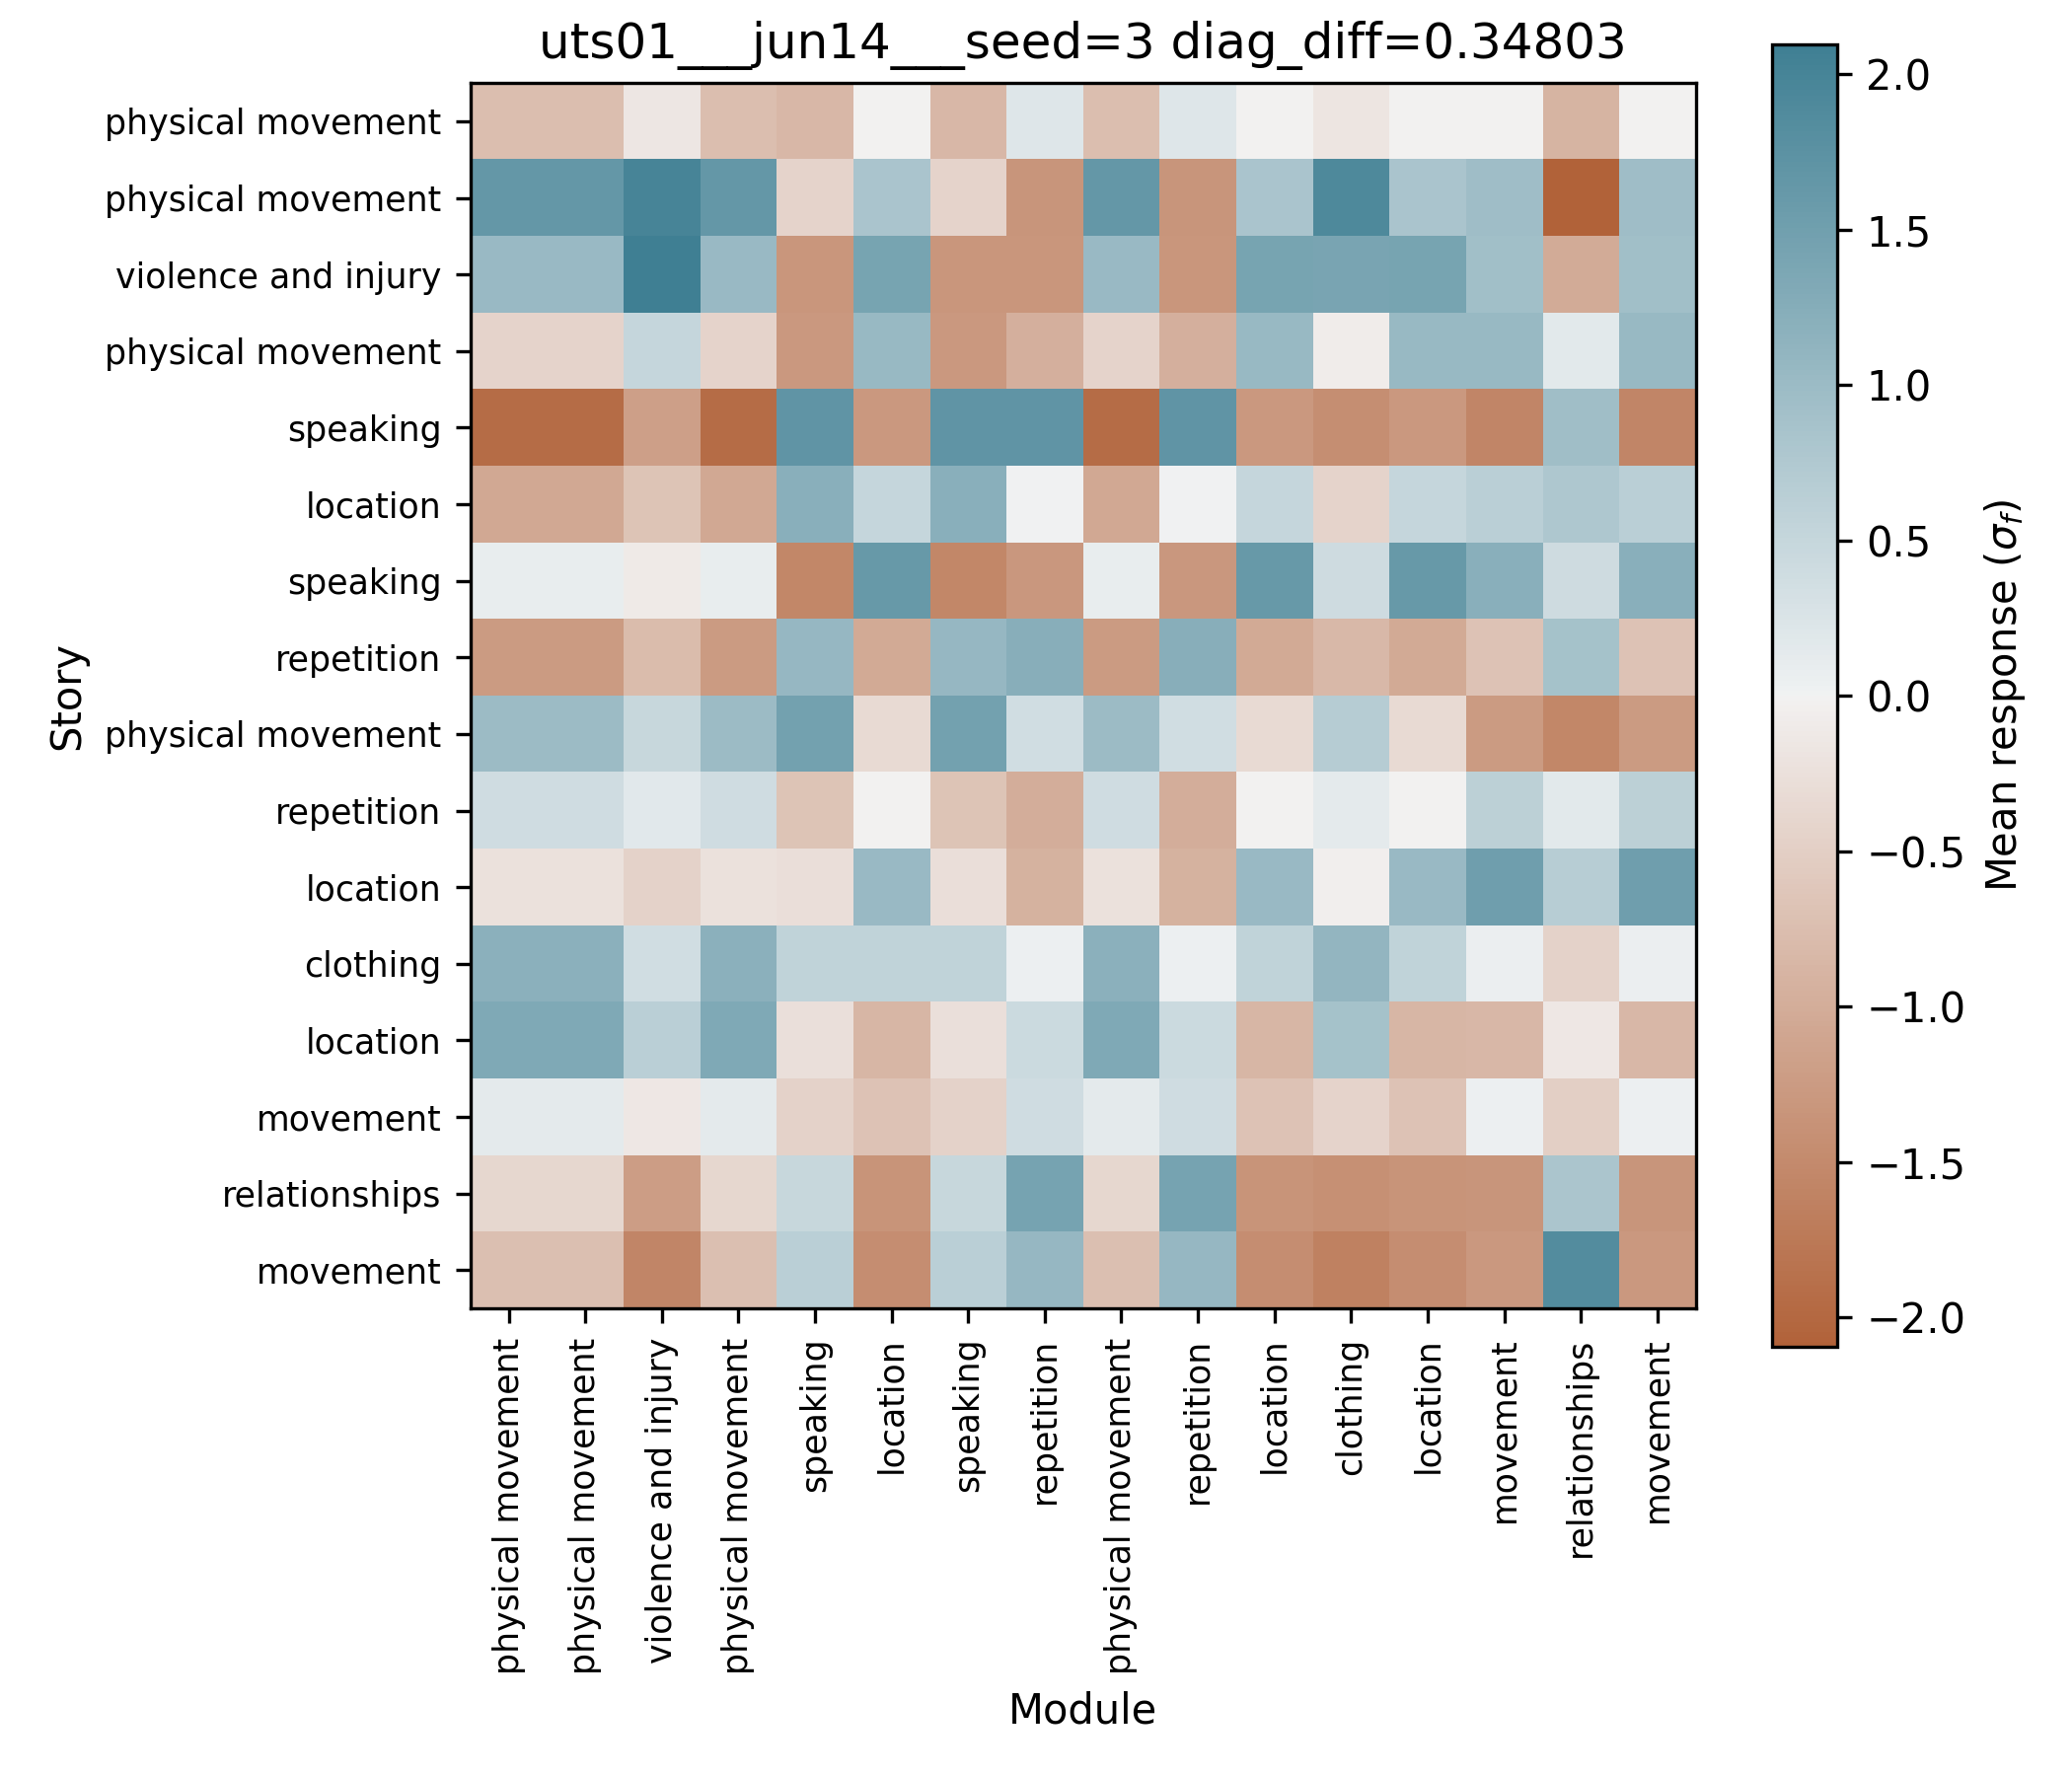 uts01___jun14___seed=3 diag_diff=0.34803
Story
physical movement
physical movement
violence and injury
physical movement
speaking
location
speaking
repetition
physical movement
repetition
location
clothing
location
movement
relationships
movement
physical movement
physical movement
violence and injury
physical movement
speaking
location
speaking
repetition
physical movement
repetition
location
clothing
location
movement
relationships
movement
Module
2.0
1.5
1.0
0.5
0.0
−0.5
−1.0
−1.5
−2.0
Mean response (σ_f)